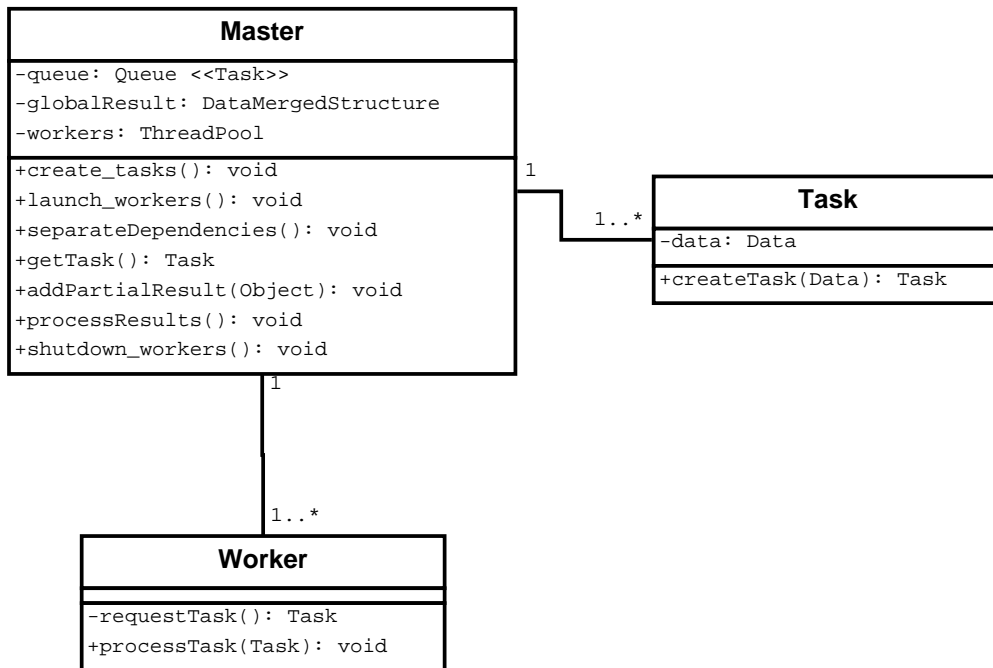 Master
-queue: Queue <<Task>>
-globalResult: DataMergedStructure
-workers: ThreadPool
+create_tasks(): void
+launch_workers(): void
+separateDependencies(): void
+getTask(): Task
+addPartialResult(Object): void
+processResults(): void
+shutdown_workers(): void
1
1..*
Task
-data: Data
+createTask(Data): Task
1
1..*
Worker
-requestTask(): Task
+processTask(Task): void